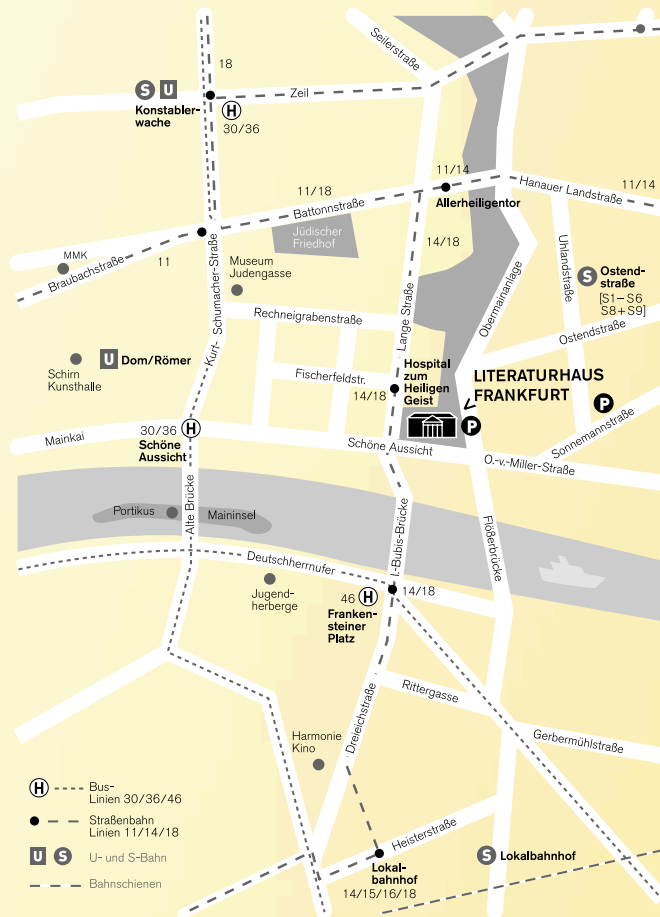 Seilerstraße
18
S U
Konstabler-
wache
H
30/36
Zeil
11/14
Allerheiligentor
Hanauer Landstraße
11/14
11/18
Battonnstraße
Jüdischer
Friedhof
14/18
MMK
Braubachstraße
11
Kurt-Schumacher-Straße
Museum
Judengasse
Lange Straße
Obermainanlage
Uhlandstraße
S Ostend-
straße
[S1–S6
S8+S9]
Rechneigrabenstraße
Ostendstraße
U Dom/Römer
Schirn
Kunsthalle
Fischerfeldstr.
14/18
Hospital
zum
Heiligen
Geist
LITERATURHAUS
FRANKFURT
P
P
Sonnemannstraße
Mainkai
30/36 H
Schöne
Aussicht
Schöne Aussicht
O.-v.-Miller-Straße
Portikus
Maininsel
Alte Brücke
I.-Bubis-Brücke
Flößerbrücke
Deutschherrnufer
Jugend-
herberge
46 H
14/18
Franken-
steiner
Platz
Rittergasse
Dreieichstraße
Gerbermühlstraße
Harmonie
Kino
Heisterstraße
S Lokalbahnhof
Lokal-
bahnhof
14/15/16/18
H Bus-
Linien 30/36/46
Straßenbahn
Linien 11/14/18
U S U- und S-Bahn
Bahnschienen